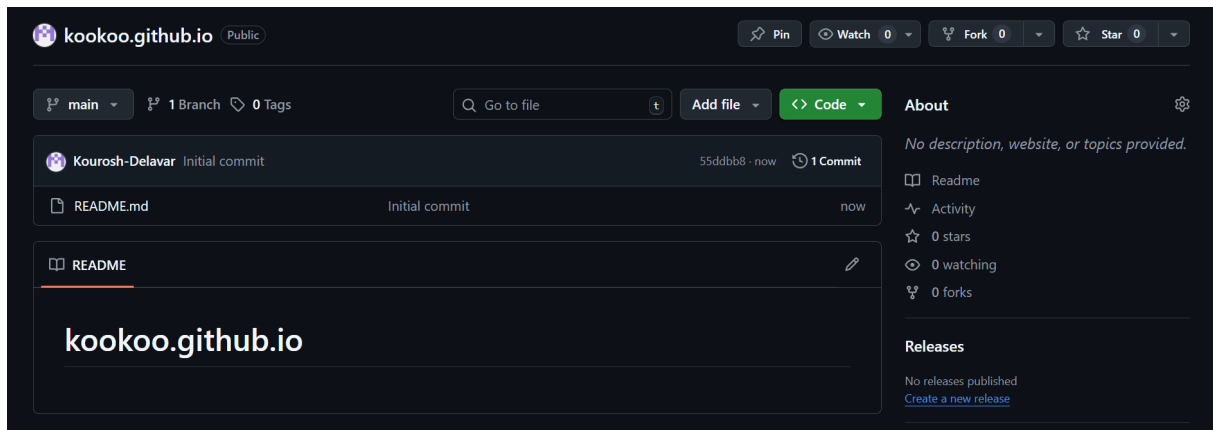 kookoo.github.io Public
Pin Watch 0 Fork 0 Star 0
main 1 Branch 0 Tags Go to file t Add file Code
Kourosh-Delavar Initial commit 55ddbb8 · now 1 Commit
README.md Initial commit now
README
kookoo.github.io
About
No description, website, or topics provided.
Readme
Activity
0 stars
0 watching
0 forks
Releases
No releases published
Create a new release